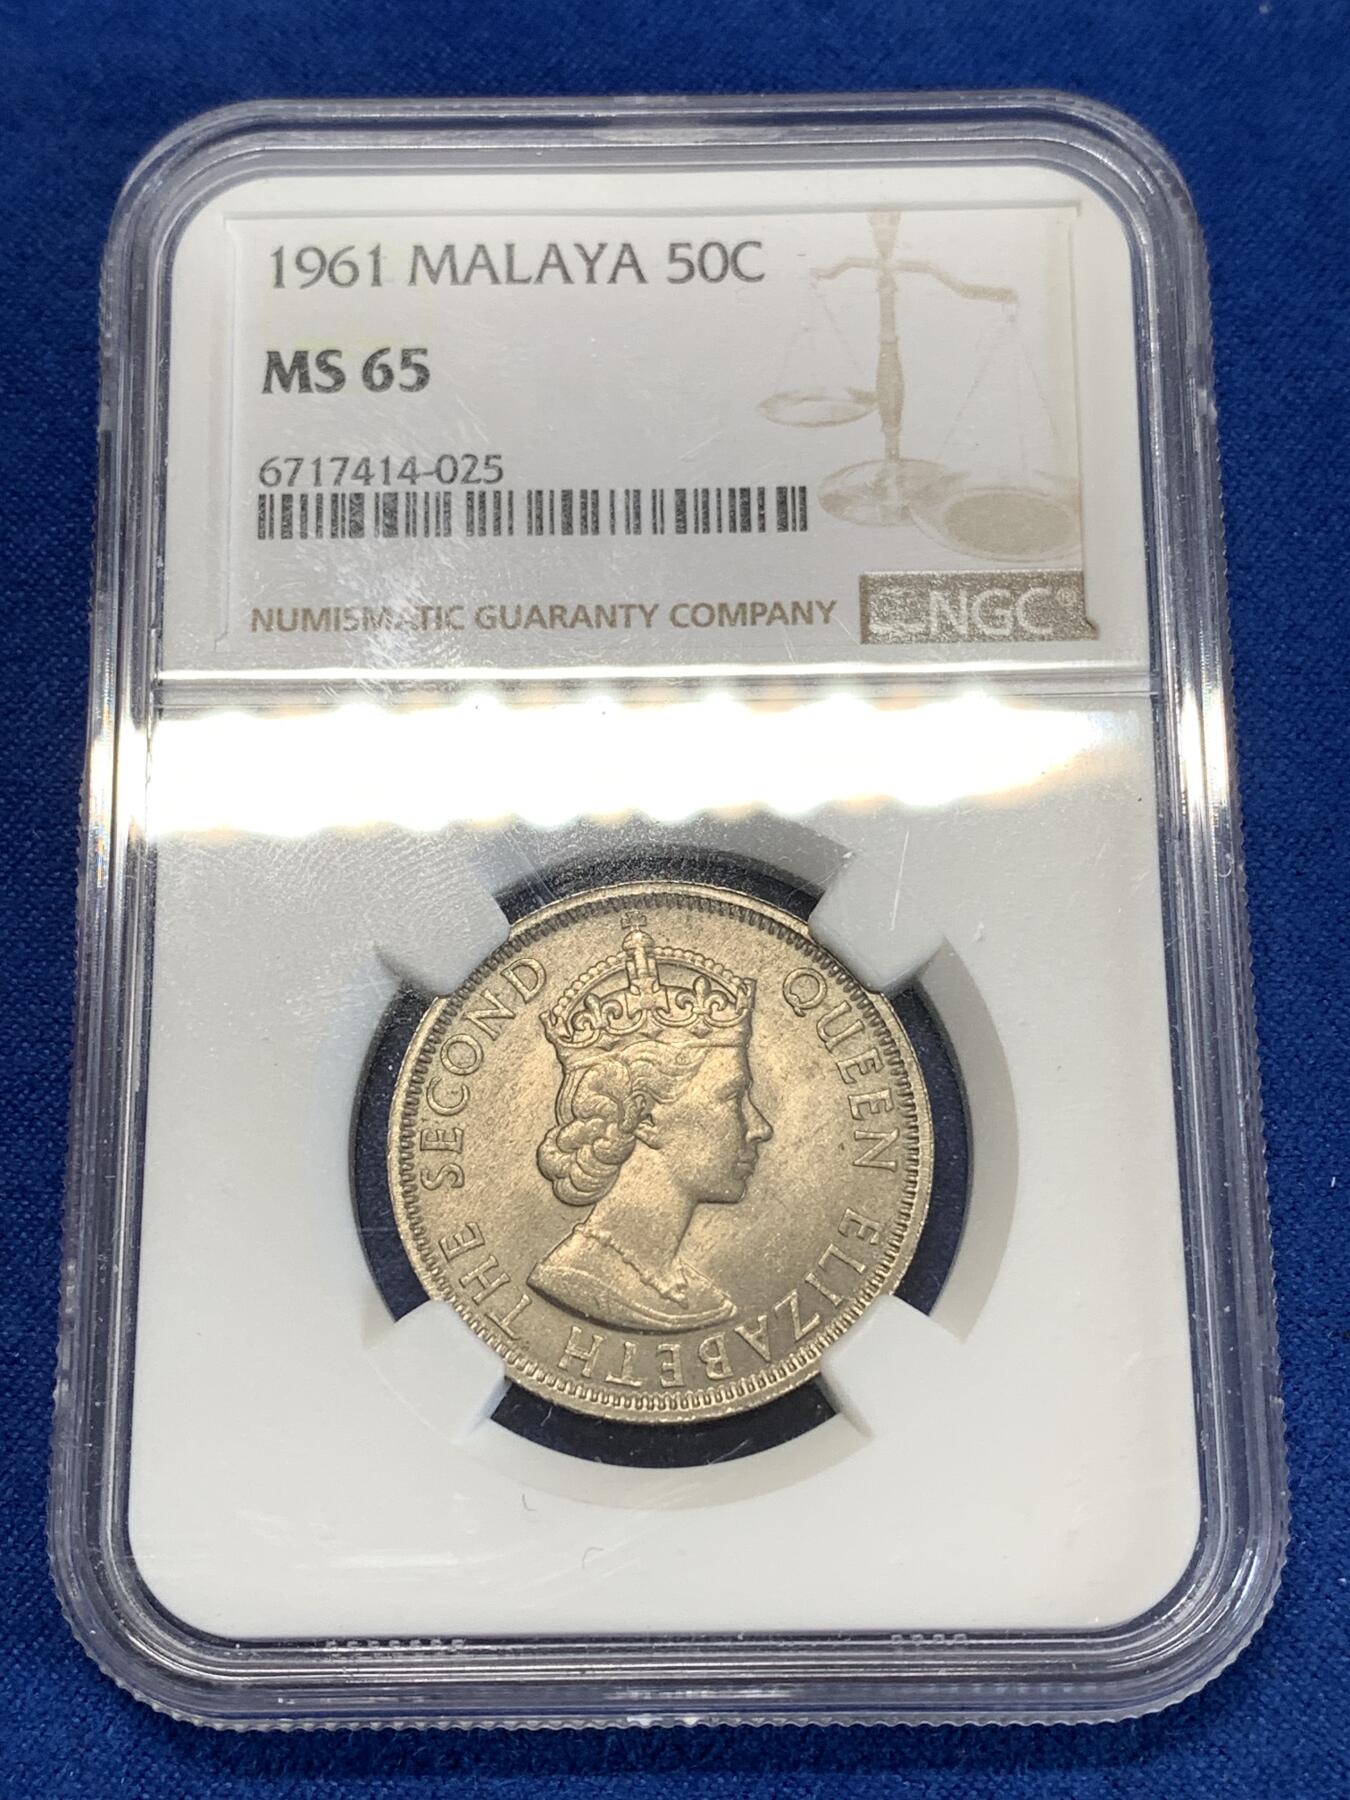 1961 MALAYA 50C
MS 65
6717414-025
NUMISMATIC GUARANTY COMPANY
NGC®
QUEEN ELIZABETH THE SECOND